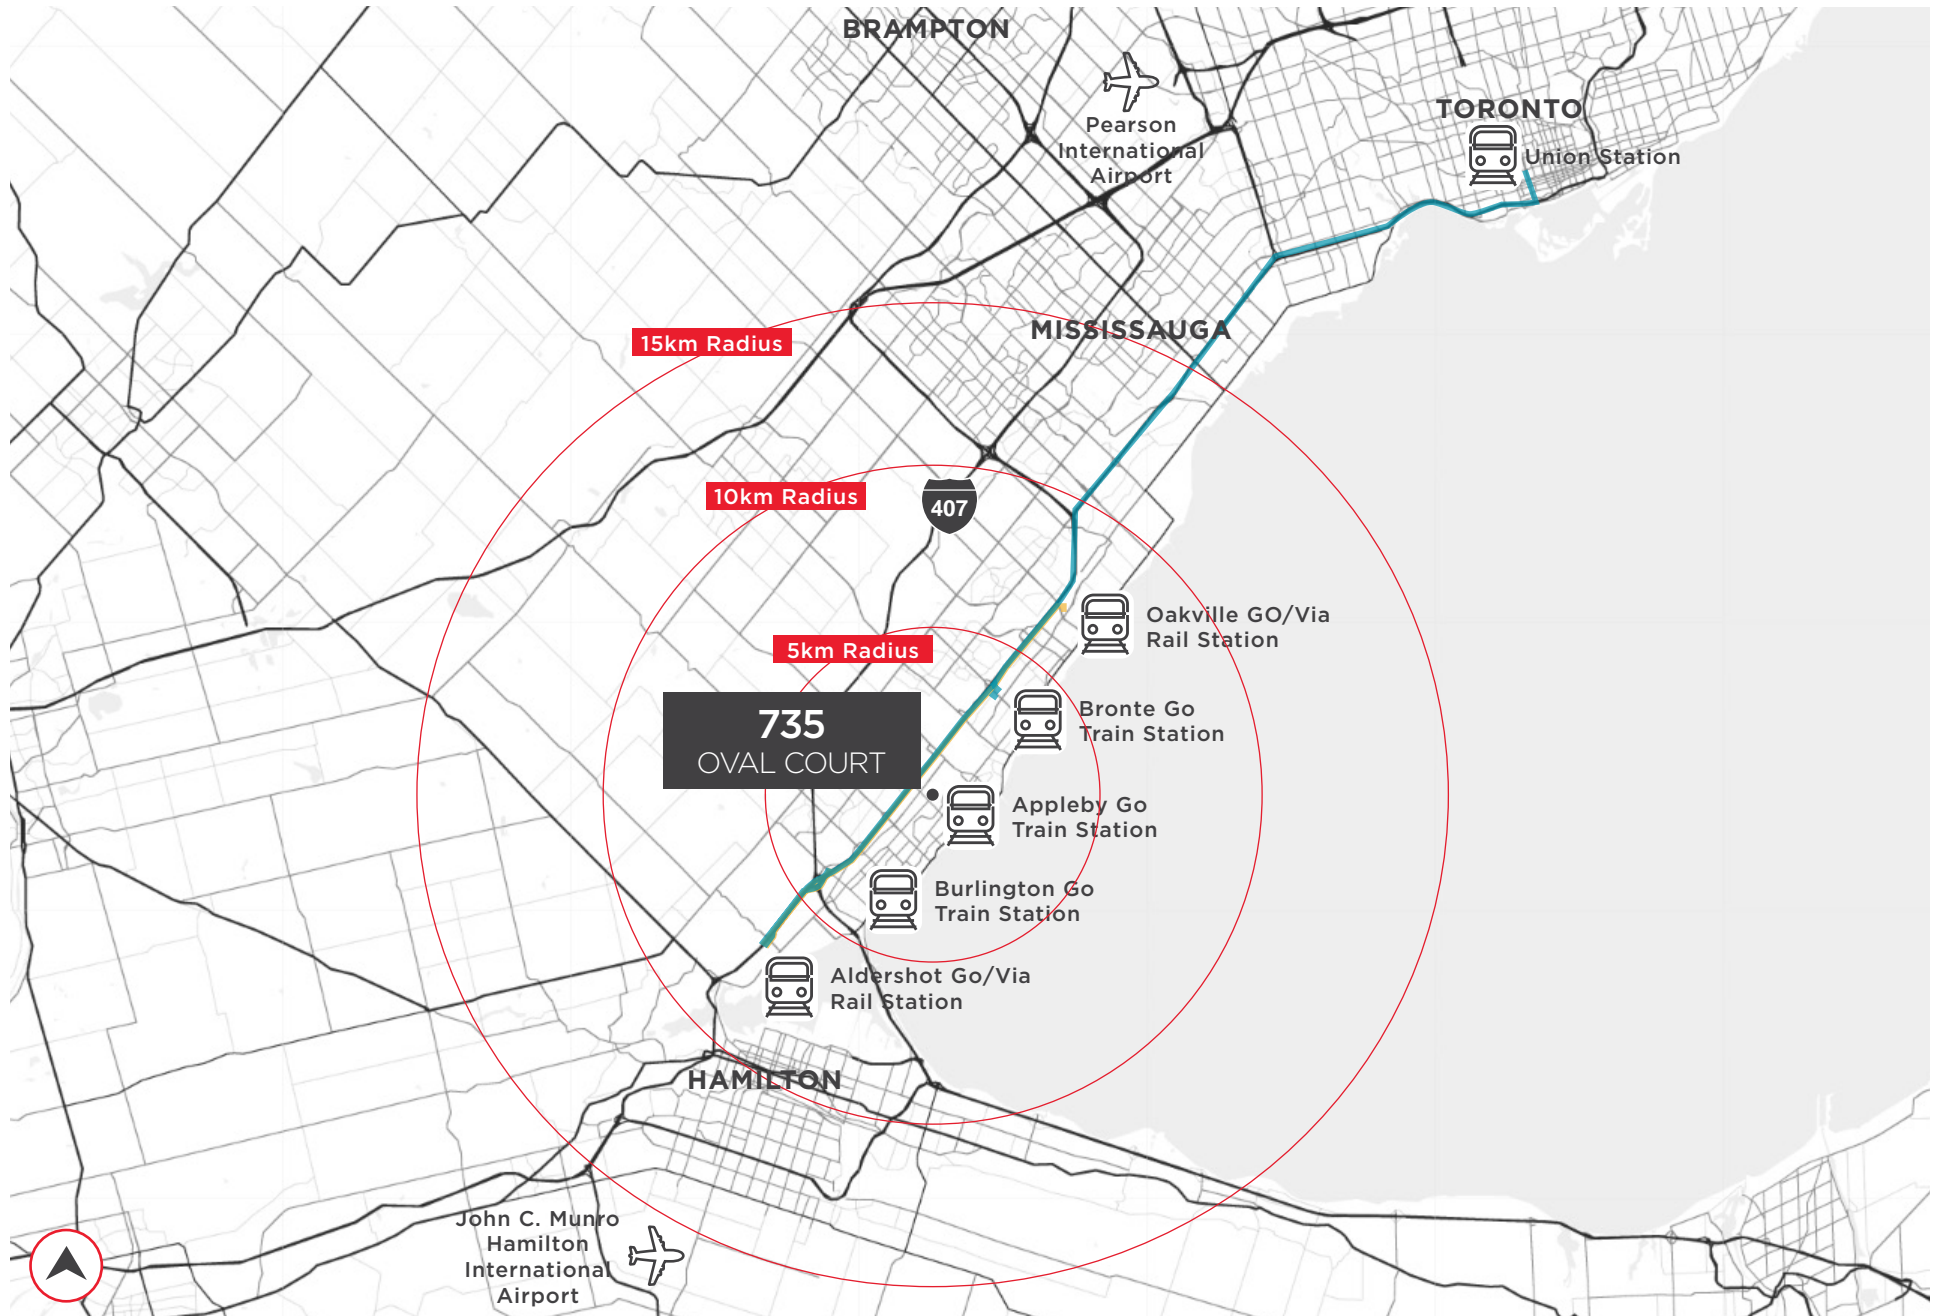 BRAMPTON
Pearson
International
Airport
TORONTO
Union Station
MISSISSAUGA
15km Radius
10km Radius
407
5km Radius
Oakville GO/Via
Rail Station
735
OVAL COURT
Bronte Go
Train Station
Appleby Go
Train Station
Burlington Go
Train Station
Aldershot Go/Via
Rail Station
HAMILTON
John C. Munro
Hamilton
International
Airport